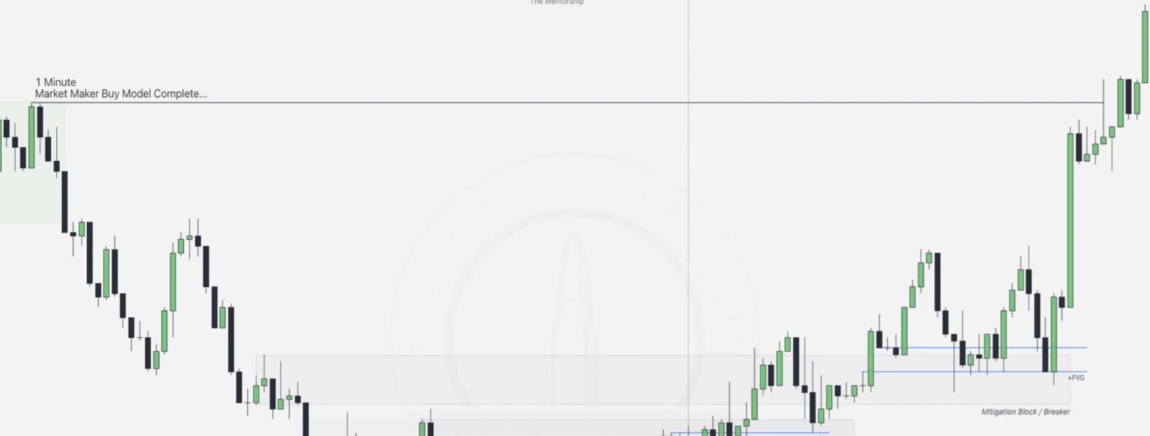 The Mentorship
1 Minute
Market Maker Buy Model Complete...
+FVG
Mitigation Block / Breaker